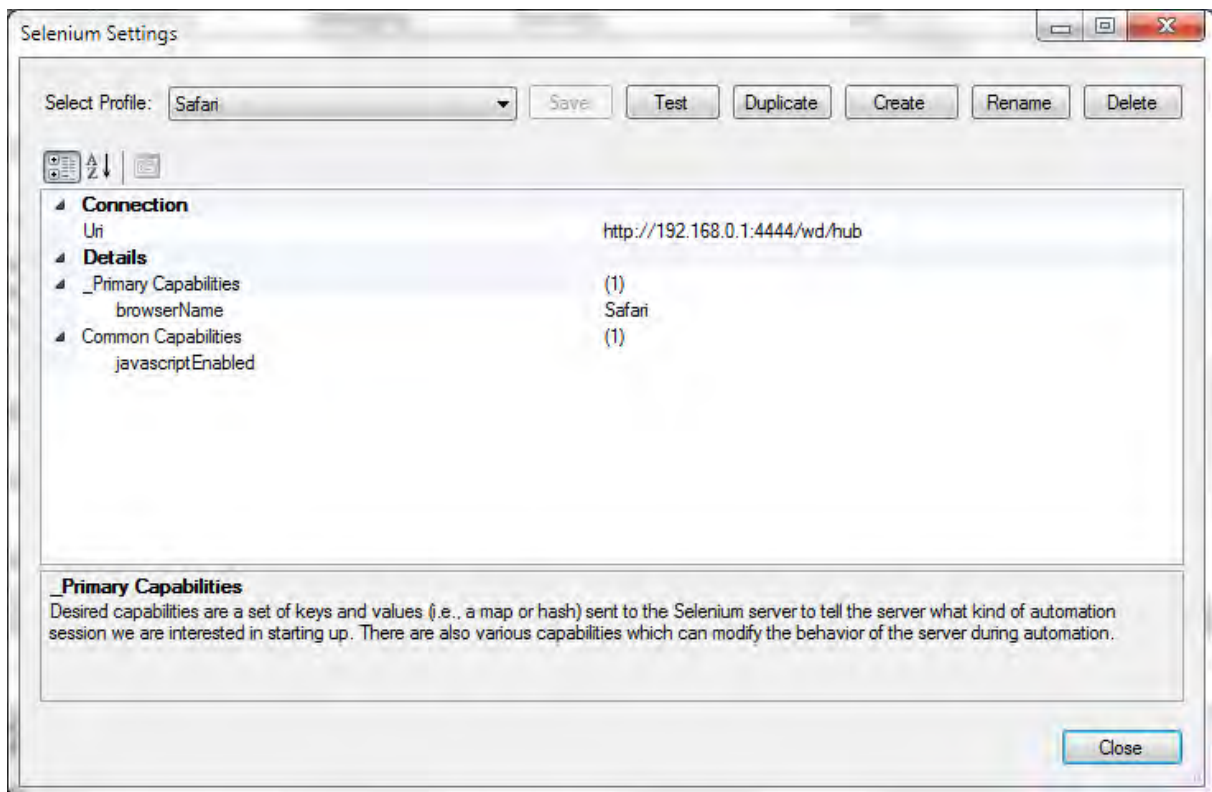 Selenium Settings
Select Profile: Safari Save Test Duplicate Create Rename Delete
Connection
Uri http://192.168.0.1:4444/wd/hub
Details
_Primary Capabilities (1)
browserName Safari
Common Capabilities (1)
javascriptEnabled
_Primary Capabilities
Desired capabilities are a set of keys and values (i.e., a map or hash) sent to the Selenium server to tell the server what kind of automation
session we are interested in starting up. There are also various capabilities which can modify the behavior of the server during automation.
Close